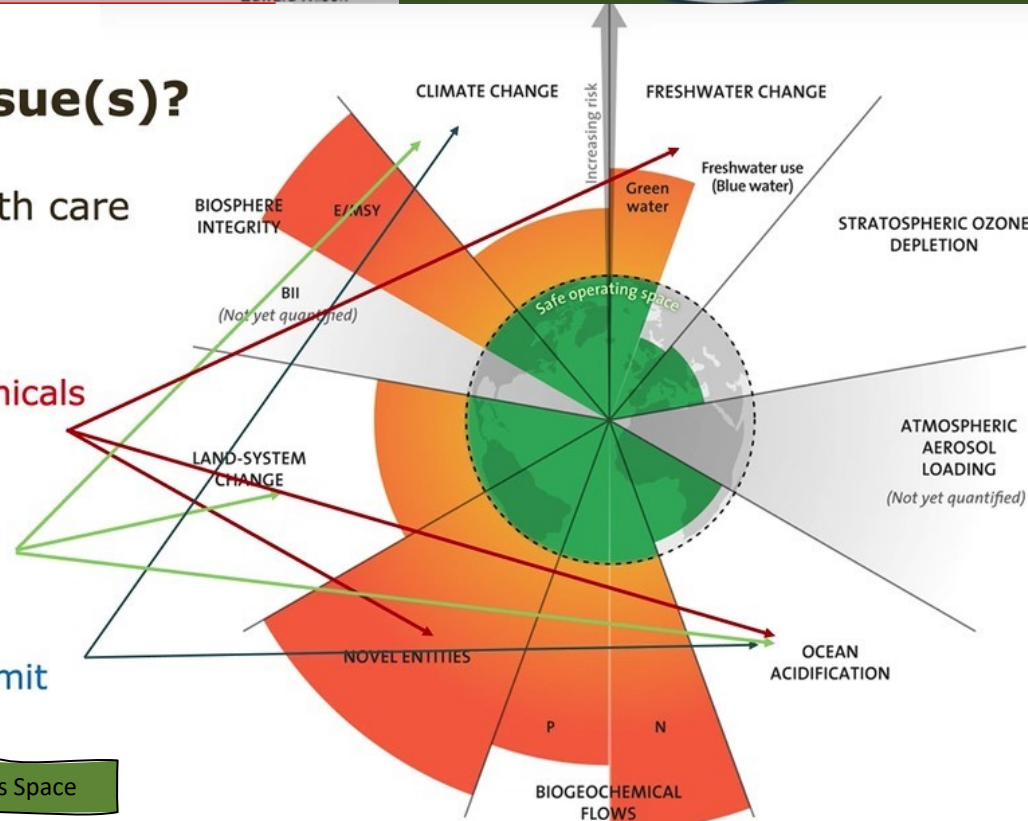 sue(s)?
th care
nicals
mit
s Space
CLIMATE CHANGE
FRESHWATER CHANGE
Increasing risk
Freshwater use
(Blue water)
Green
water
BIOSPHERE
INTEGRITY
E/MSY
STRATOSPHERIC OZONE
DEPLETION
BII
(Not yet quantified)
Safe operating space
LAND-SYSTEM
CHANGE
ATMOSPHERIC
AEROSOL
LOADING
(Not yet quantified)
NOVEL ENTITIES
OCEAN
ACIDIFICATION
P
N
BIOGEOCHEMICAL
FLOWS